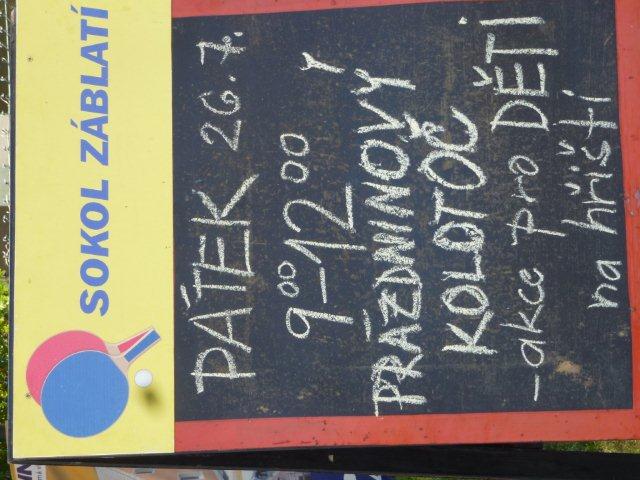 SOKOL ZÁBLATÍ
PÁTEK 26.7.
9⁰⁰-12⁰⁰
PRÁZDNINOVÝ
KOLOTOČ
-akce pro DĚTI
na hřišti